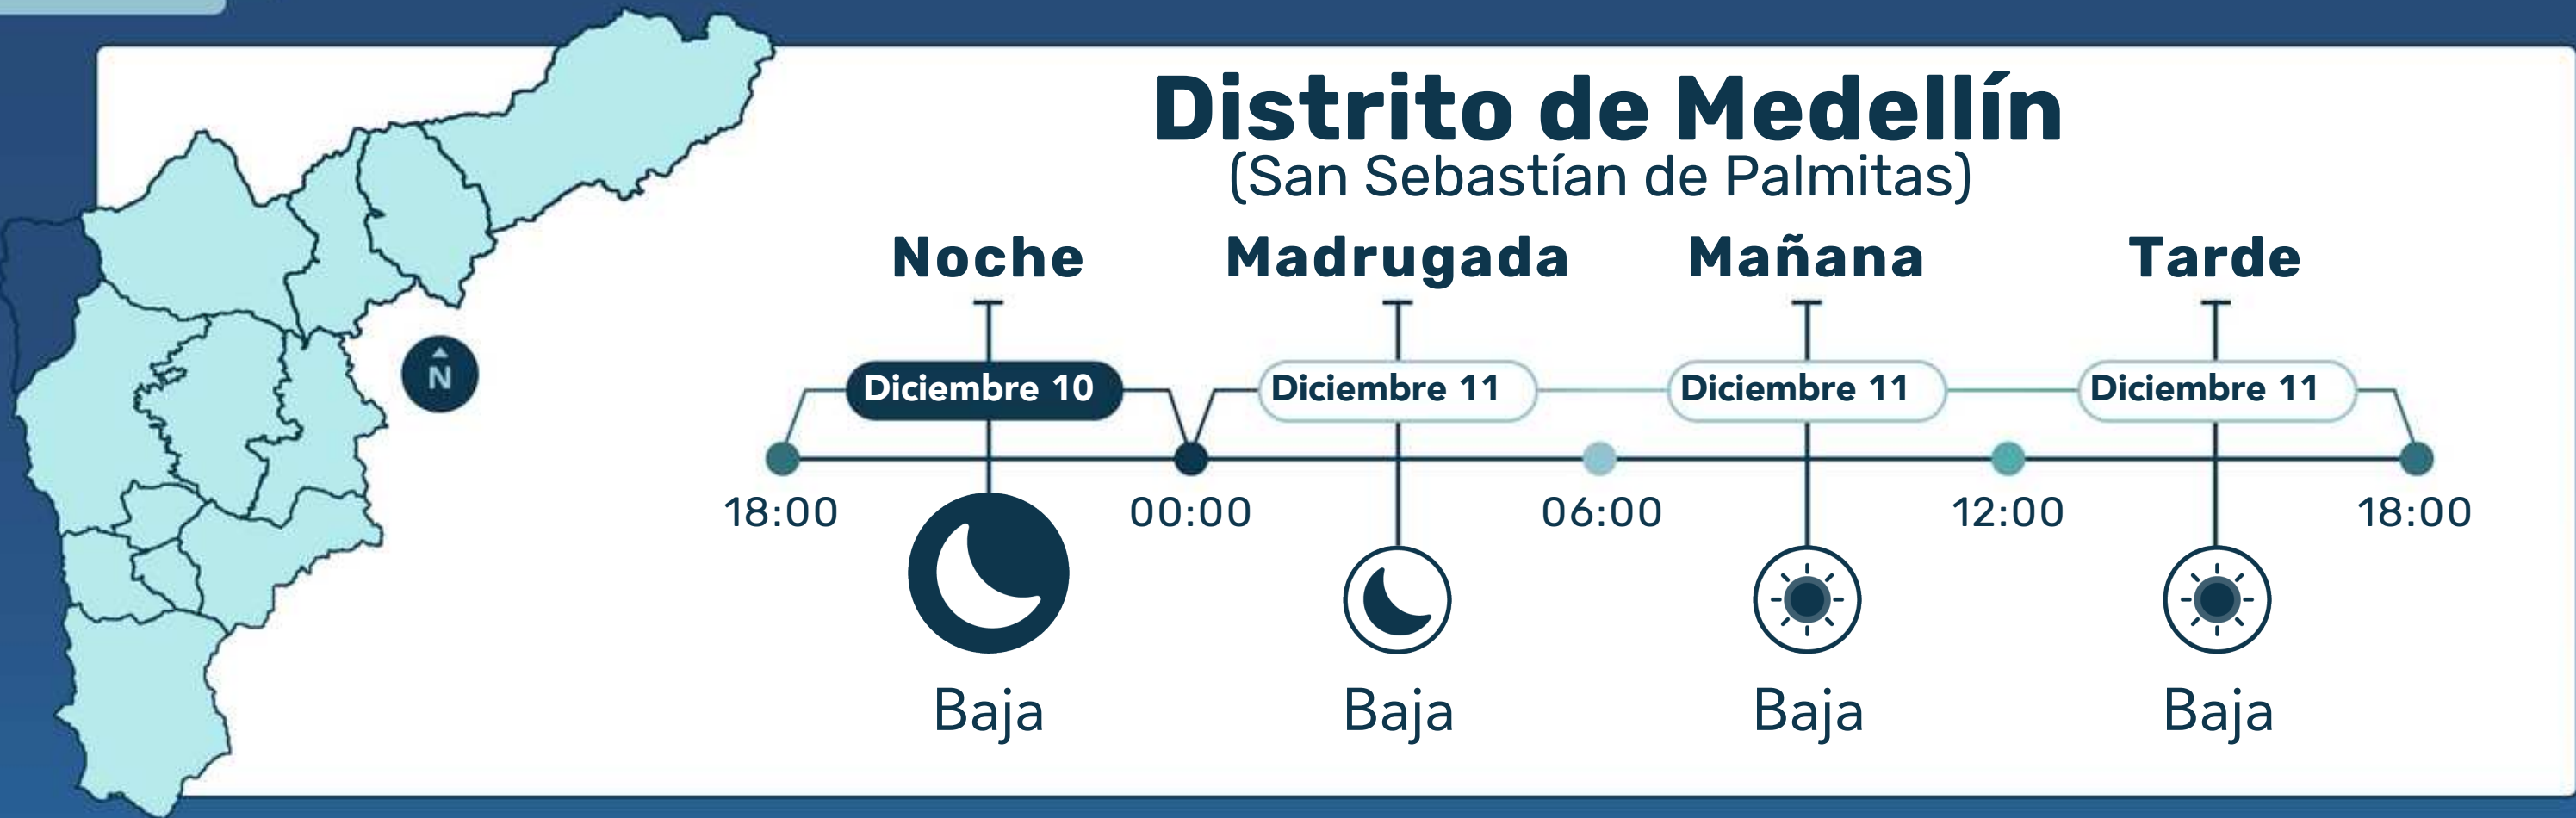 Distrito de Medellín
(San Sebastían de Palmitas)
Noche Madrugada Mañana Tarde
Diciembre 10 Diciembre 11 Diciembre 11 Diciembre 11
N
18:00 00:00 06:00 12:00 18:00
Baja Baja Baja Baja